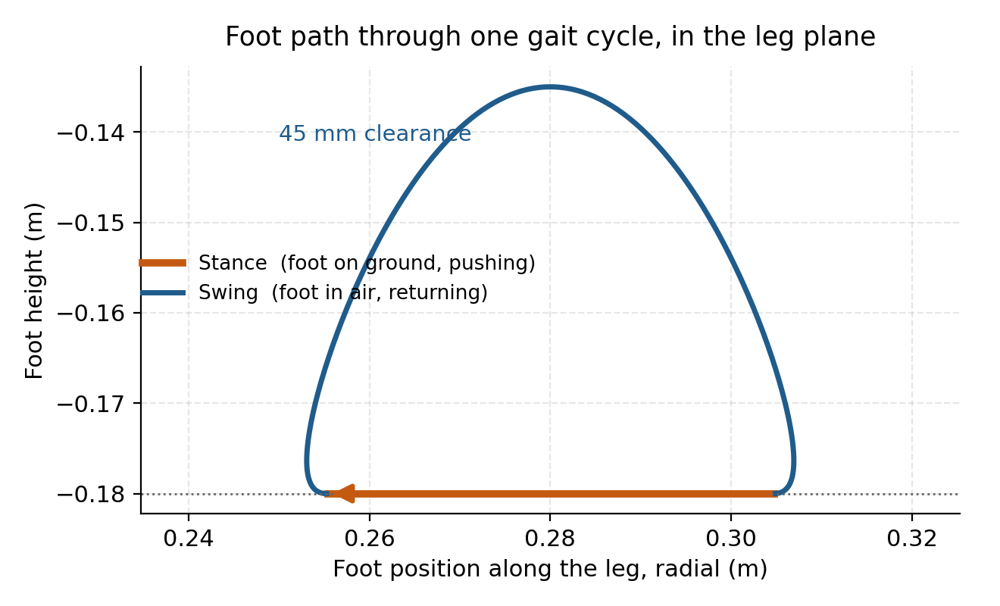 Foot path through one gait cycle, in the leg plane
45 mm clearance
Stance  (foot on ground, pushing)
Swing  (foot in air, returning)
Foot height (m)
−0.14
−0.15
−0.16
−0.17
−0.18
0.24
0.26
0.28
0.30
0.32
Foot position along the leg, radial (m)